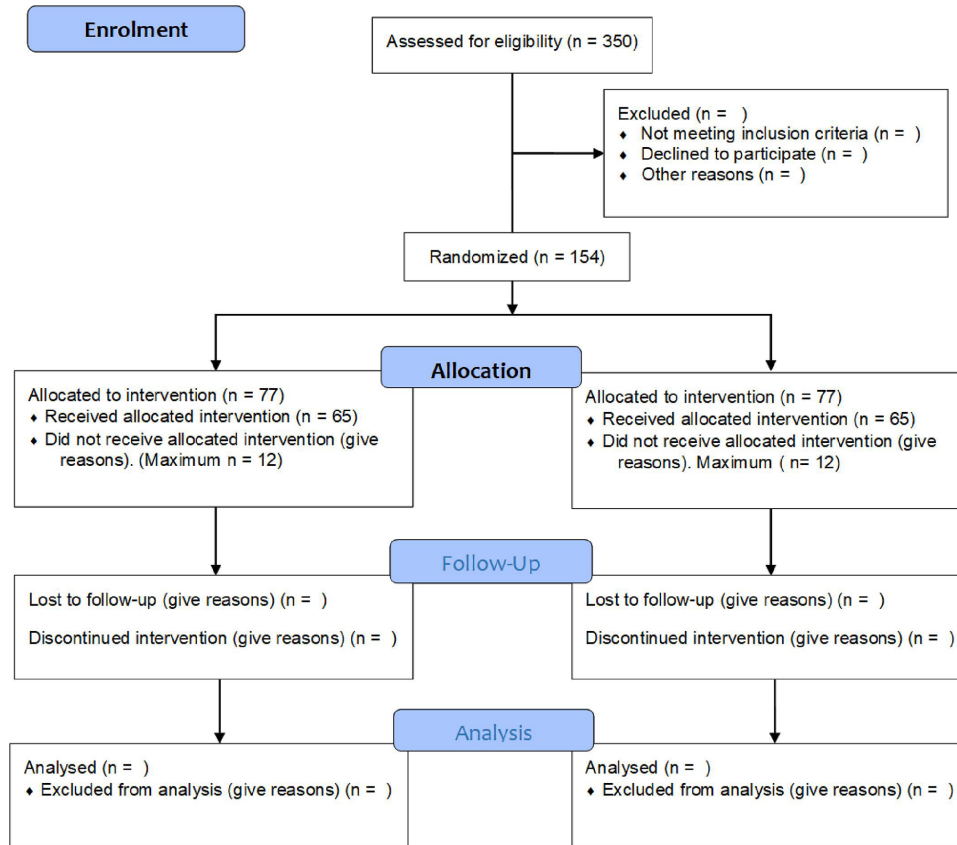 Enrolment
Assessed for eligibility (n = 350)
Excluded (n =  )
♦ Not meeting inclusion criteria (n =  )
♦ Declined to participate (n =  )
♦ Other reasons (n =  )
Randomized (n = 154)
Allocation
Allocated to intervention (n = 77)
♦ Received allocated intervention (n = 65)
♦ Did not receive allocated intervention (give
reasons). (Maximum n = 12)
Allocated to intervention (n = 77)
♦ Received allocated intervention (n = 65)
♦ Did not receive allocated intervention (give
reasons). Maximum ( n= 12)
Follow-Up
Lost to follow-up (give reasons) (n =  )
Discontinued intervention (give reasons) (n =  )
Lost to follow-up (give reasons) (n =  )
Discontinued intervention (give reasons) (n =  )
Analysis
Analysed (n =  )
♦ Excluded from analysis (give reasons) (n =  )
Analysed (n =  )
♦ Excluded from analysis (give reasons) (n =  )